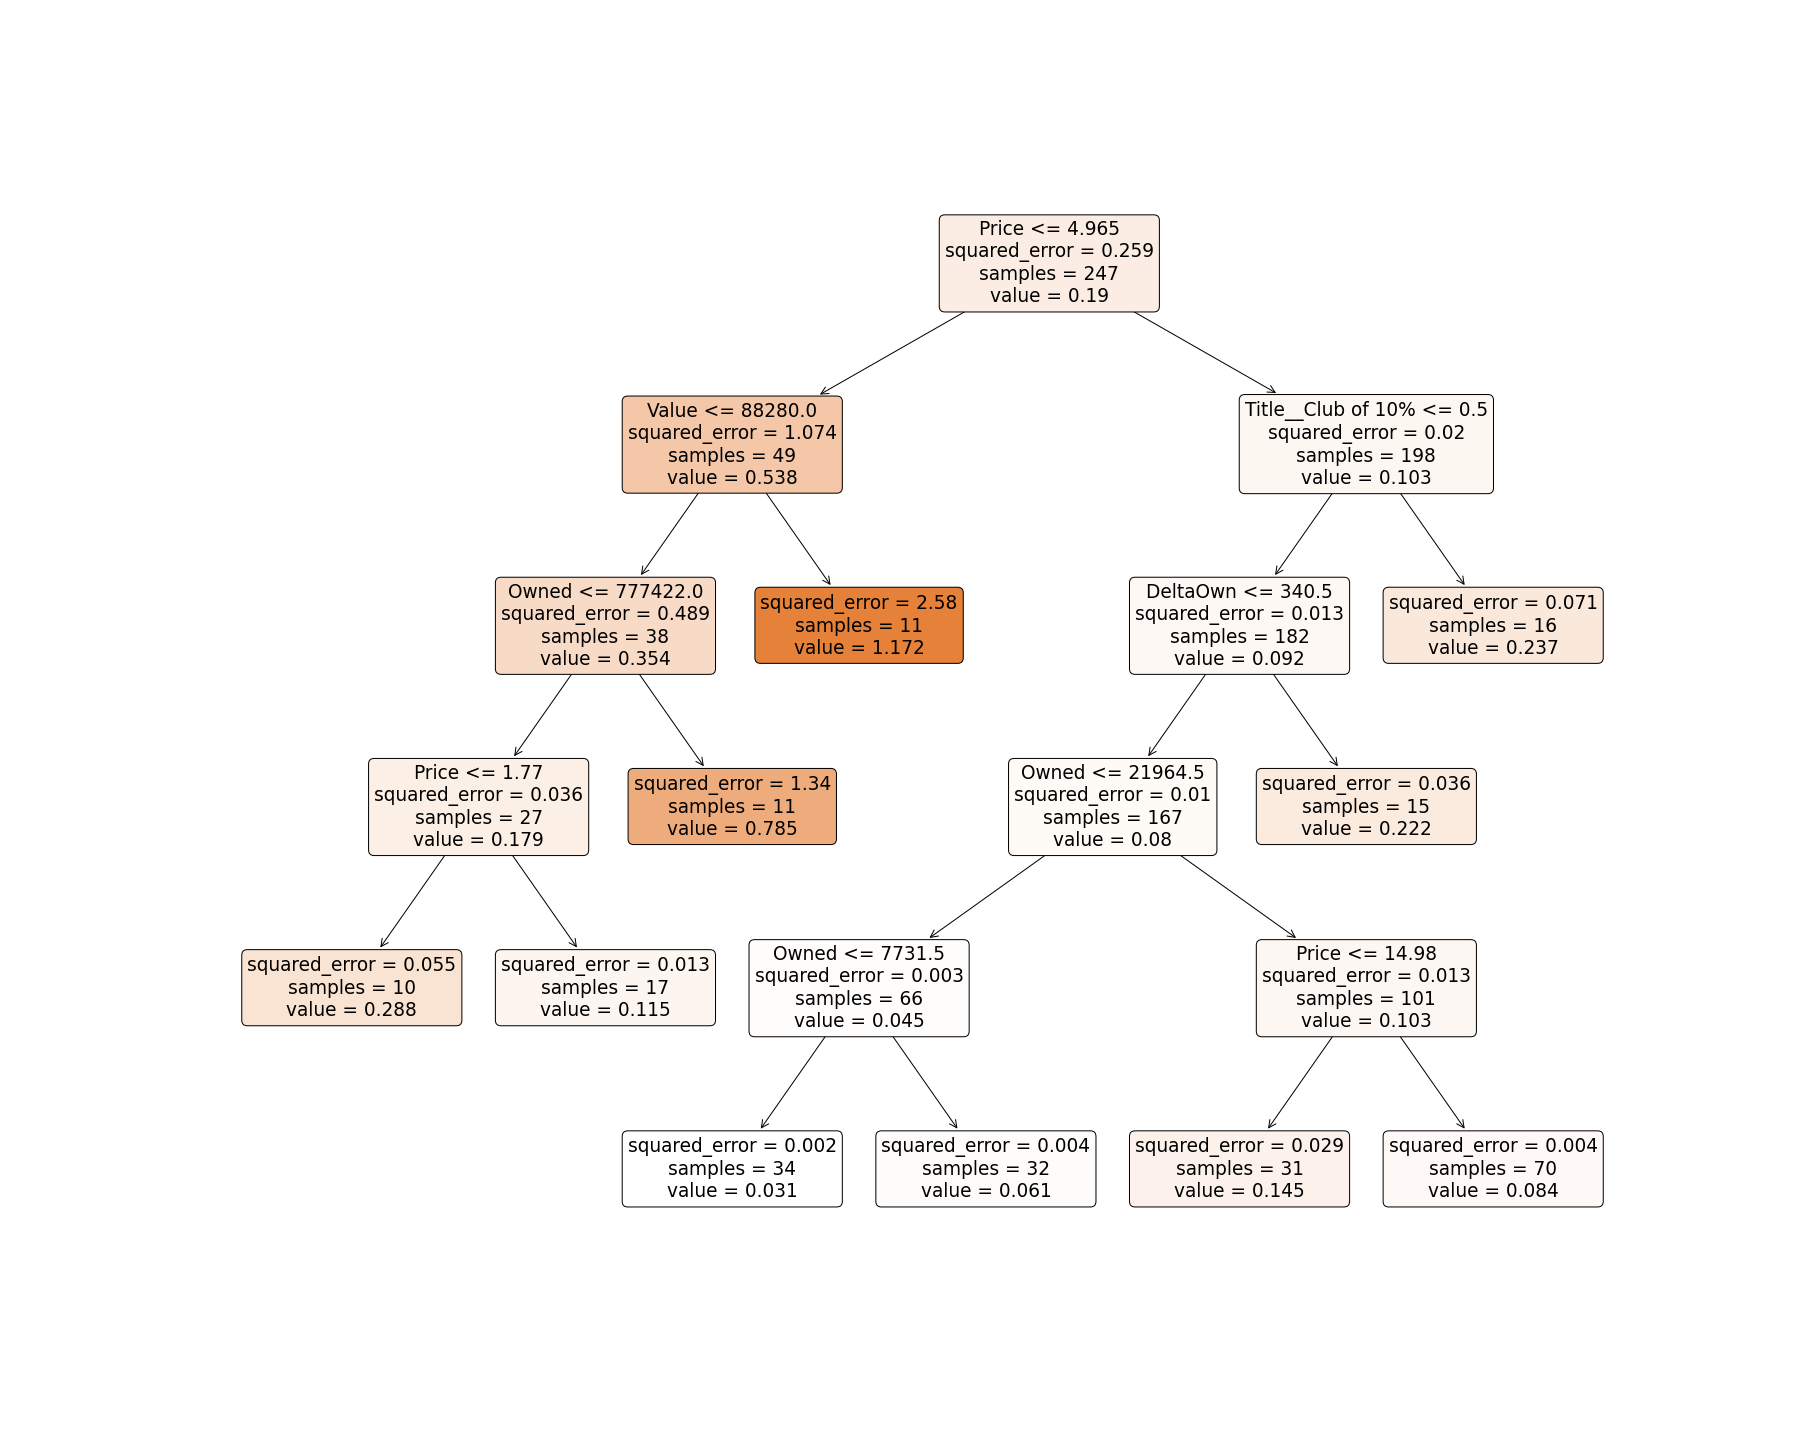 Price <= 4.965
squared_error = 0.259
samples = 247
value = 0.19
Value <= 88280.0
squared_error = 1.074
samples = 49
value = 0.538
Title__Club of 10% <= 0.5
squared_error = 0.02
samples = 198
value = 0.103
Owned <= 777422.0
squared_error = 0.489
samples = 38
value = 0.354
squared_error = 2.58
samples = 11
value = 1.172
DeltaOwn <= 340.5
squared_error = 0.013
samples = 182
value = 0.092
squared_error = 0.071
samples = 16
value = 0.237
Price <= 1.77
squared_error = 0.036
samples = 27
value = 0.179
squared_error = 1.34
samples = 11
value = 0.785
Owned <= 21964.5
squared_error = 0.01
samples = 167
value = 0.08
squared_error = 0.036
samples = 15
value = 0.222
squared_error = 0.055
samples = 10
value = 0.288
squared_error = 0.013
samples = 17
value = 0.115
Owned <= 7731.5
squared_error = 0.003
samples = 66
value = 0.045
Price <= 14.98
squared_error = 0.013
samples = 101
value = 0.103
squared_error = 0.002
samples = 34
value = 0.031
squared_error = 0.004
samples = 32
value = 0.061
squared_error = 0.029
samples = 31
value = 0.145
squared_error = 0.004
samples = 70
value = 0.084